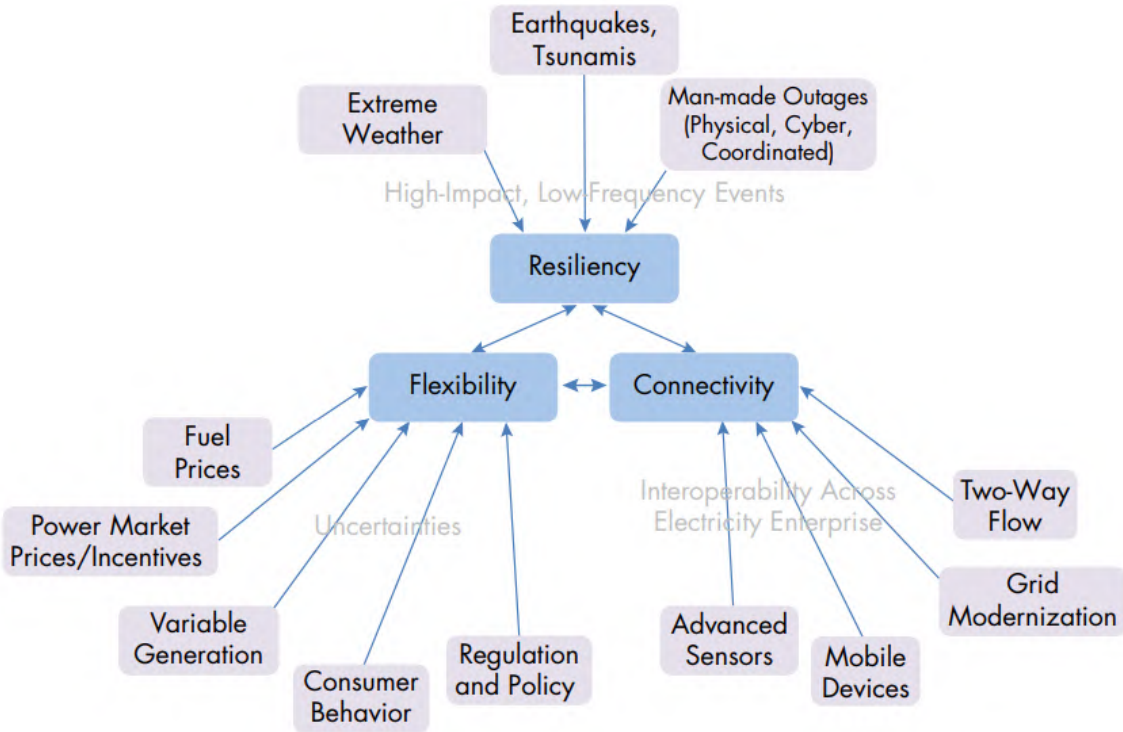 Earthquakes,
Tsunamis
Extreme
Weather
Man-made Outages
(Physical, Cyber,
Coordinated)
High-Impact, Low-Frequency Events
Resiliency
Flexibility
Connectivity
Fuel
Prices
Power Market
Prices/Incentives
Uncertainties
Variable
Generation
Consumer
Behavior
Regulation
and Policy
Interoperability Across
Electricity Enterprise
Two-Way
Flow
Grid
Modernization
Advanced
Sensors
Mobile
Devices